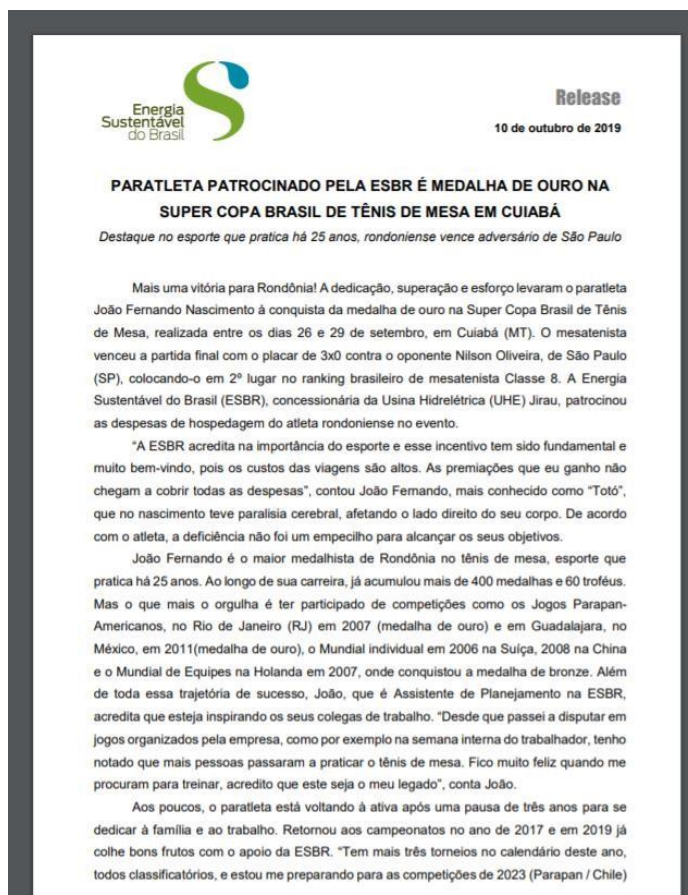 Energia
Sustentável
do Brasil
Release
10 de outubro de 2019
PARATLETA PATROCINADO PELA ESBR É MEDALHA DE OURO NA
SUPER COPA BRASIL DE TÊNIS DE MESA EM CUIABÁ
Destaque no esporte que pratica há 25 anos, rondoniense vence adversário de São Paulo
Mais uma vitória para Rondônia! A dedicação, superação e esforço levaram o paratleta
João Fernando Nascimento à conquista da medalha de ouro na Super Copa Brasil de Tênis
de Mesa, realizada entre os dias 26 e 29 de setembro, em Cuiabá (MT). O mesatenista
venceu a partida final com o placar de 3x0 contra o oponente Nilson Oliveira, de São Paulo
(SP), colocando-o em 2º lugar no ranking brasileiro de mesatenista Classe 8. A Energia
Sustentável do Brasil (ESBR), concessionária da Usina Hidrelétrica (UHE) Jirau, patrocinou
as despesas de hospedagem do atleta rondoniense no evento.
“A ESBR acredita na importância do esporte e esse incentivo tem sido fundamental e
muito bem-vindo, pois os custos das viagens são altos. As premiações que eu ganho não
chegam a cobrir todas as despesas”, contou João Fernando, mais conhecido como “Totó”,
que no nascimento teve paralisia cerebral, afetando o lado direito do seu corpo. De acordo
com o atleta, a deficiência não foi um empecilho para alcançar os seus objetivos.
João Fernando é o maior medalhista de Rondônia no tênis de mesa, esporte que
pratica há 25 anos. Ao longo de sua carreira, já acumulou mais de 400 medalhas e 60 troféus.
Mas o que mais o orgulha é ter participado de competições como os Jogos Parapan-
Americanos, no Rio de Janeiro (RJ) em 2007 (medalha de ouro) e em Guadalajara, no
México, em 2011(medalha de ouro), o Mundial individual em 2006 na Suíça, 2008 na China
e o Mundial de Equipes na Holanda em 2007, onde conquistou a medalha de bronze. Além
de toda essa trajetória de sucesso, João, que é Assistente de Planejamento na ESBR,
acredita que esteja inspirando os seus colegas de trabalho. “Desde que passei a disputar em
jogos organizados pela empresa, como por exemplo na semana interna do trabalhador, tenho
notado que mais pessoas passaram a praticar o tênis de mesa. Fico muito feliz quando me
procuram para treinar, acredito que este seja o meu legado”, conta João.
Aos poucos, o paratleta está voltando à ativa após uma pausa de três anos para se
dedicar à família e ao trabalho. Retornou aos campeonatos no ano de 2017 e em 2019 já
colhe bons frutos com o apoio da ESBR. “Tem mais três torneios no calendário deste ano,
todos classificatórios, e estou me preparando para as competições de 2023 (Parapan / Chile)